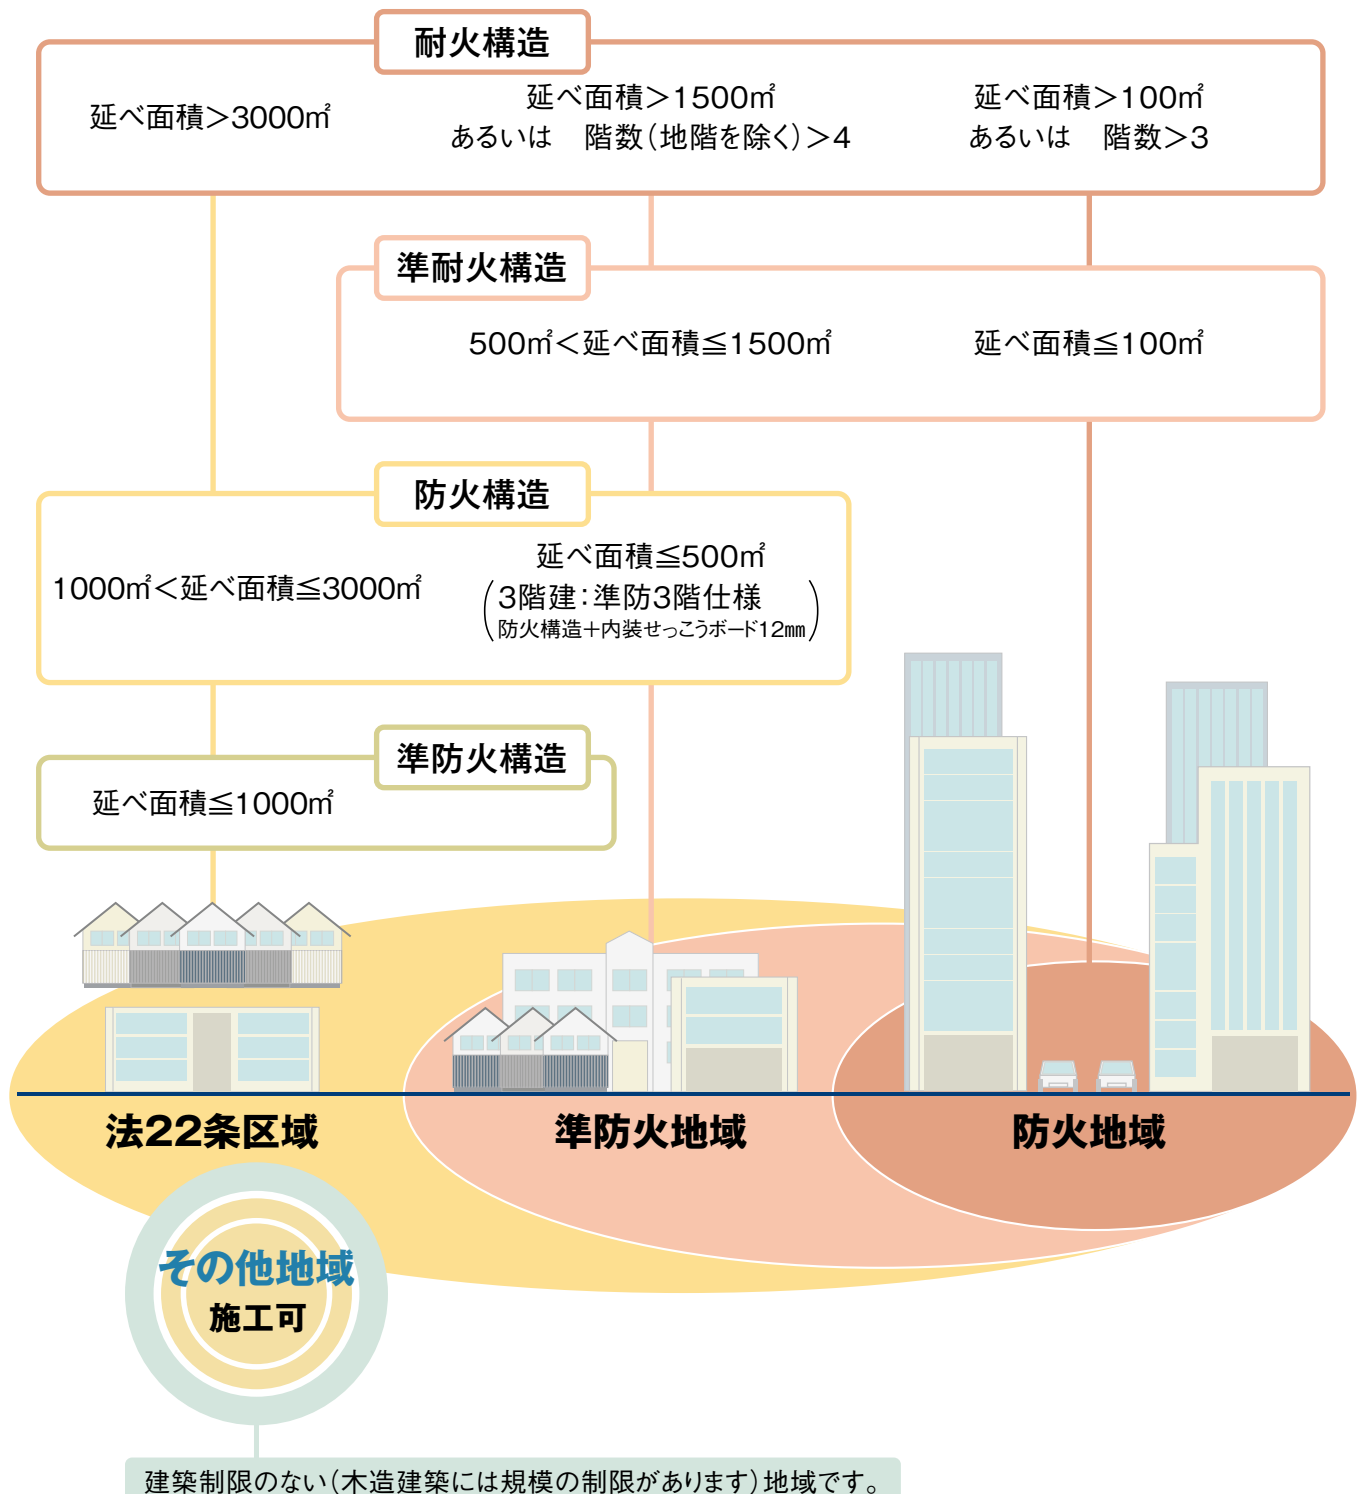 耐火構造
延べ面積＞3000㎡
延べ面積＞1500㎡
あるいは　階数（地階を除く）＞4
延べ面積＞100㎡
あるいは　階数＞3
準耐火構造
500㎡＜延べ面積≦1500㎡
延べ面積≦100㎡
防火構造
1000㎡＜延べ面積≦3000㎡
延べ面積≦500㎡
（3階建：準防3階仕様
防火構造＋内装せっこうボード12㎜）
準防火構造
延べ面積≦1000㎡
法22条区域
準防火地域
防火地域
その他地域
施工可
建築制限のない（木造建築には規模の制限があります）地域です。